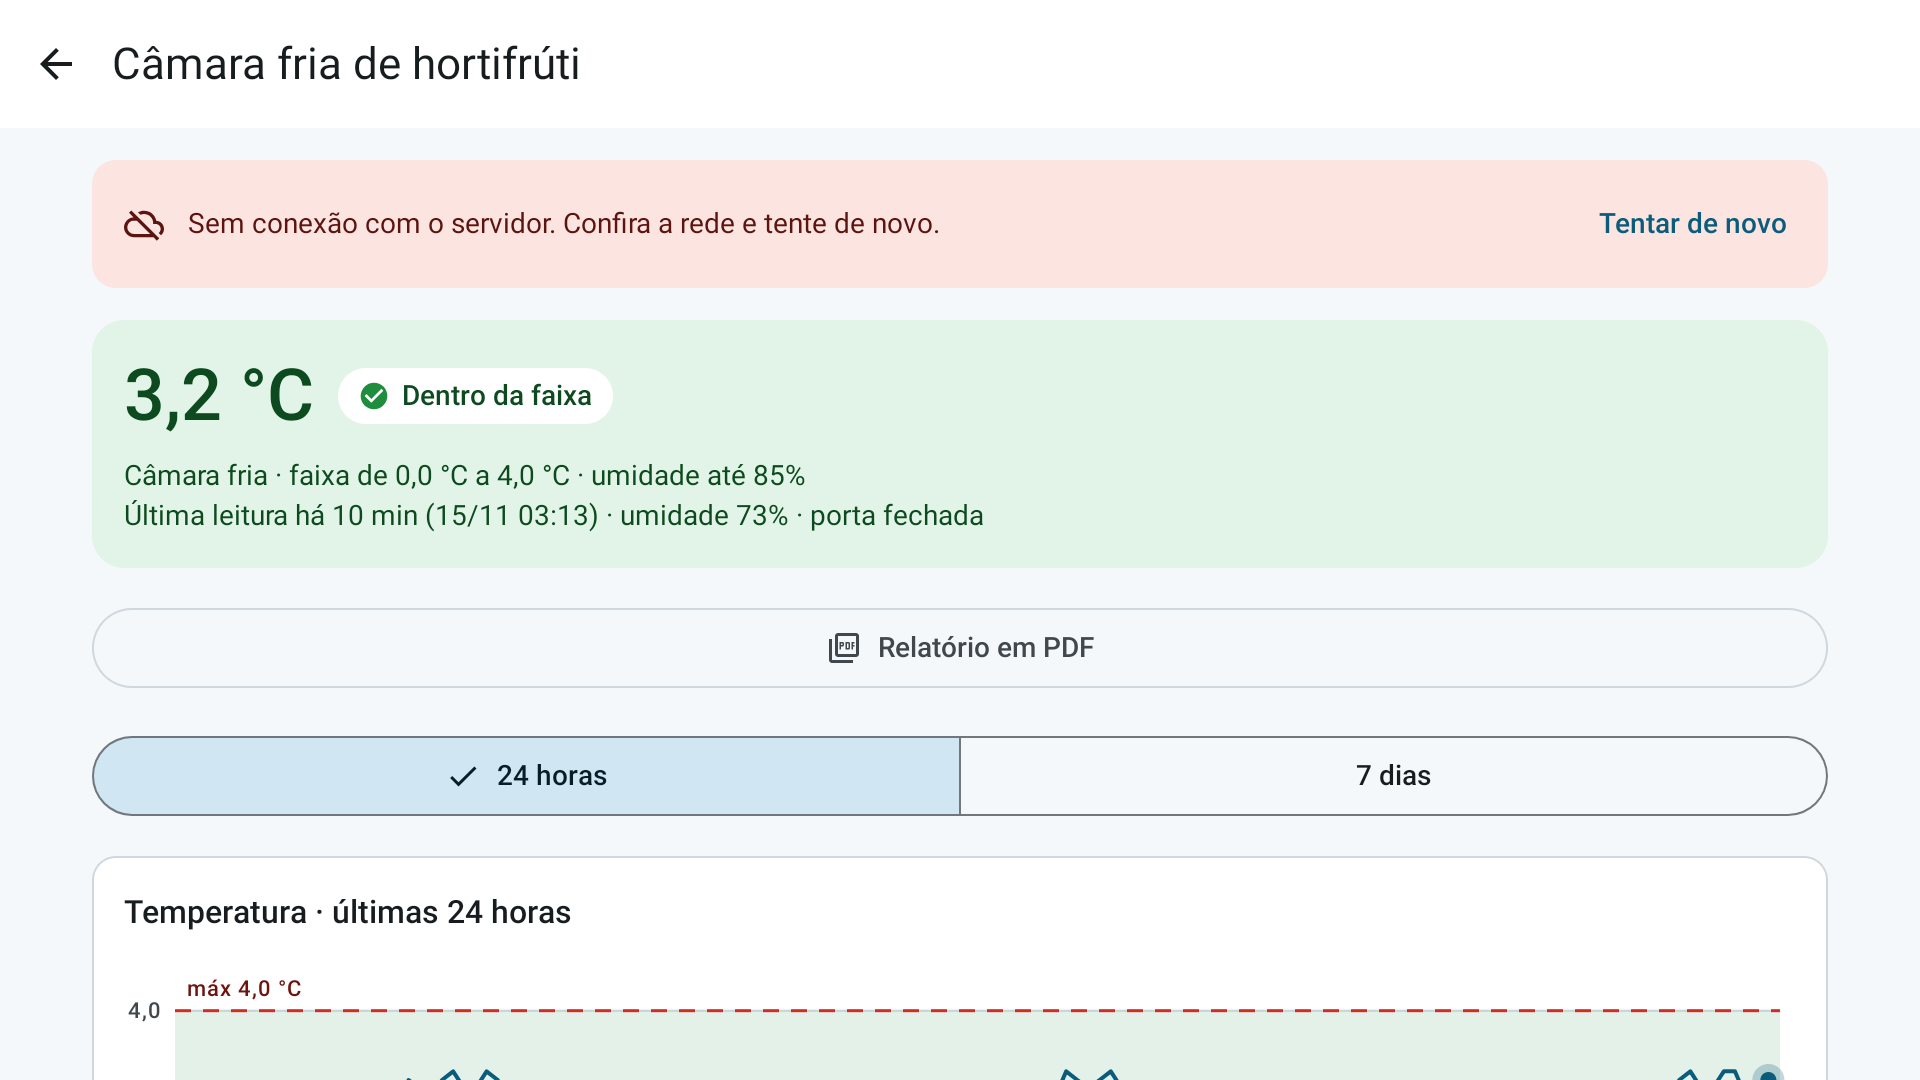 Câmara fria de hortifrúti
Sem conexão com o servidor. Confira a rede e tente de novo.
Tentar de novo
3,2 °C
Dentro da faixa
Câmara fria · faixa de 0,0 °C a 4,0 °C · umidade até 85%
Última leitura há 10 min (15/11 03:13) · umidade 73% · porta fechada
PDF
Relatório em PDF
24 horas
7 dias
Temperatura · últimas 24 horas
máx 4,0 °C
4,0